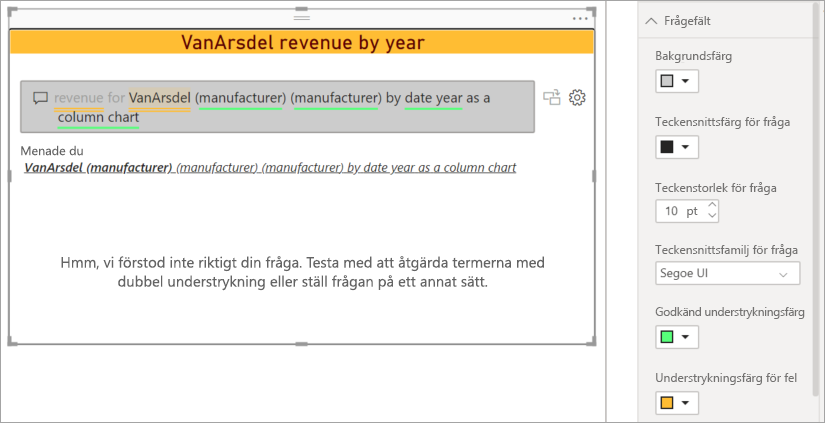 VanArsdel revenue by year
revenue for VanArsdel (manufacturer) (manufacturer) by date year as a
column chart
Menade du
VanArsdel (manufacturer) (manufacturer) (manufacturer) by date year as a column chart
Hmm, vi förstod inte riktigt din fråga. Testa med att åtgärda termerna med
dubbel understrykning eller ställ frågan på ett annat sätt.
Frågefält
Bakgrundsfärg
Teckensnittsfärg för fråga
Teckenstorlek för fråga
10 pt
Teckensnittsfamilj för fråga
Segoe UI
Godkänd understrykningsfärg
Understrykningsfärg för fel